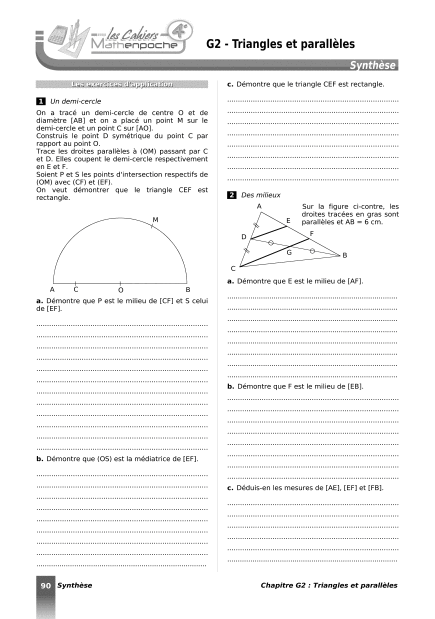 les Cahiers
Mathenpoche
4e
G2 - Triangles et parallèles
Synthèse
Les exercices d'application
1 Un demi-cercle
On a tracé un demi-cercle de centre O et de
diamètre [AB] et on a placé un point M sur le
demi-cercle et un point C sur [AO].
Construis le point D symétrique du point C par
rapport au point O.
Trace les droites parallèles à (OM) passant par C
et D. Elles coupent le demi-cercle respectivement
en E et F.
Soient P et S les points d'intersection respectifs de
(OM) avec (CF) et (EF).
On veut démontrer que le triangle CEF est
rectangle.
M
A C O B
a. Démontre que P est le milieu de [CF] et S celui
de [EF].
b. Démontre que (OS) est la médiatrice de [EF].
c. Démontre que le triangle CEF est rectangle.
2 Des milieux
Sur la figure ci-contre, les
droites tracées en gras sont
parallèles et AB = 6 cm.
A
E
F
D
G
B
C
a. Démontre que E est le milieu de [AF].
b. Démontre que F est le milieu de [EB].
c. Déduis-en les mesures de [AE], [EF] et [FB].
90 Synthèse
Chapitre G2 : Triangles et parallèles